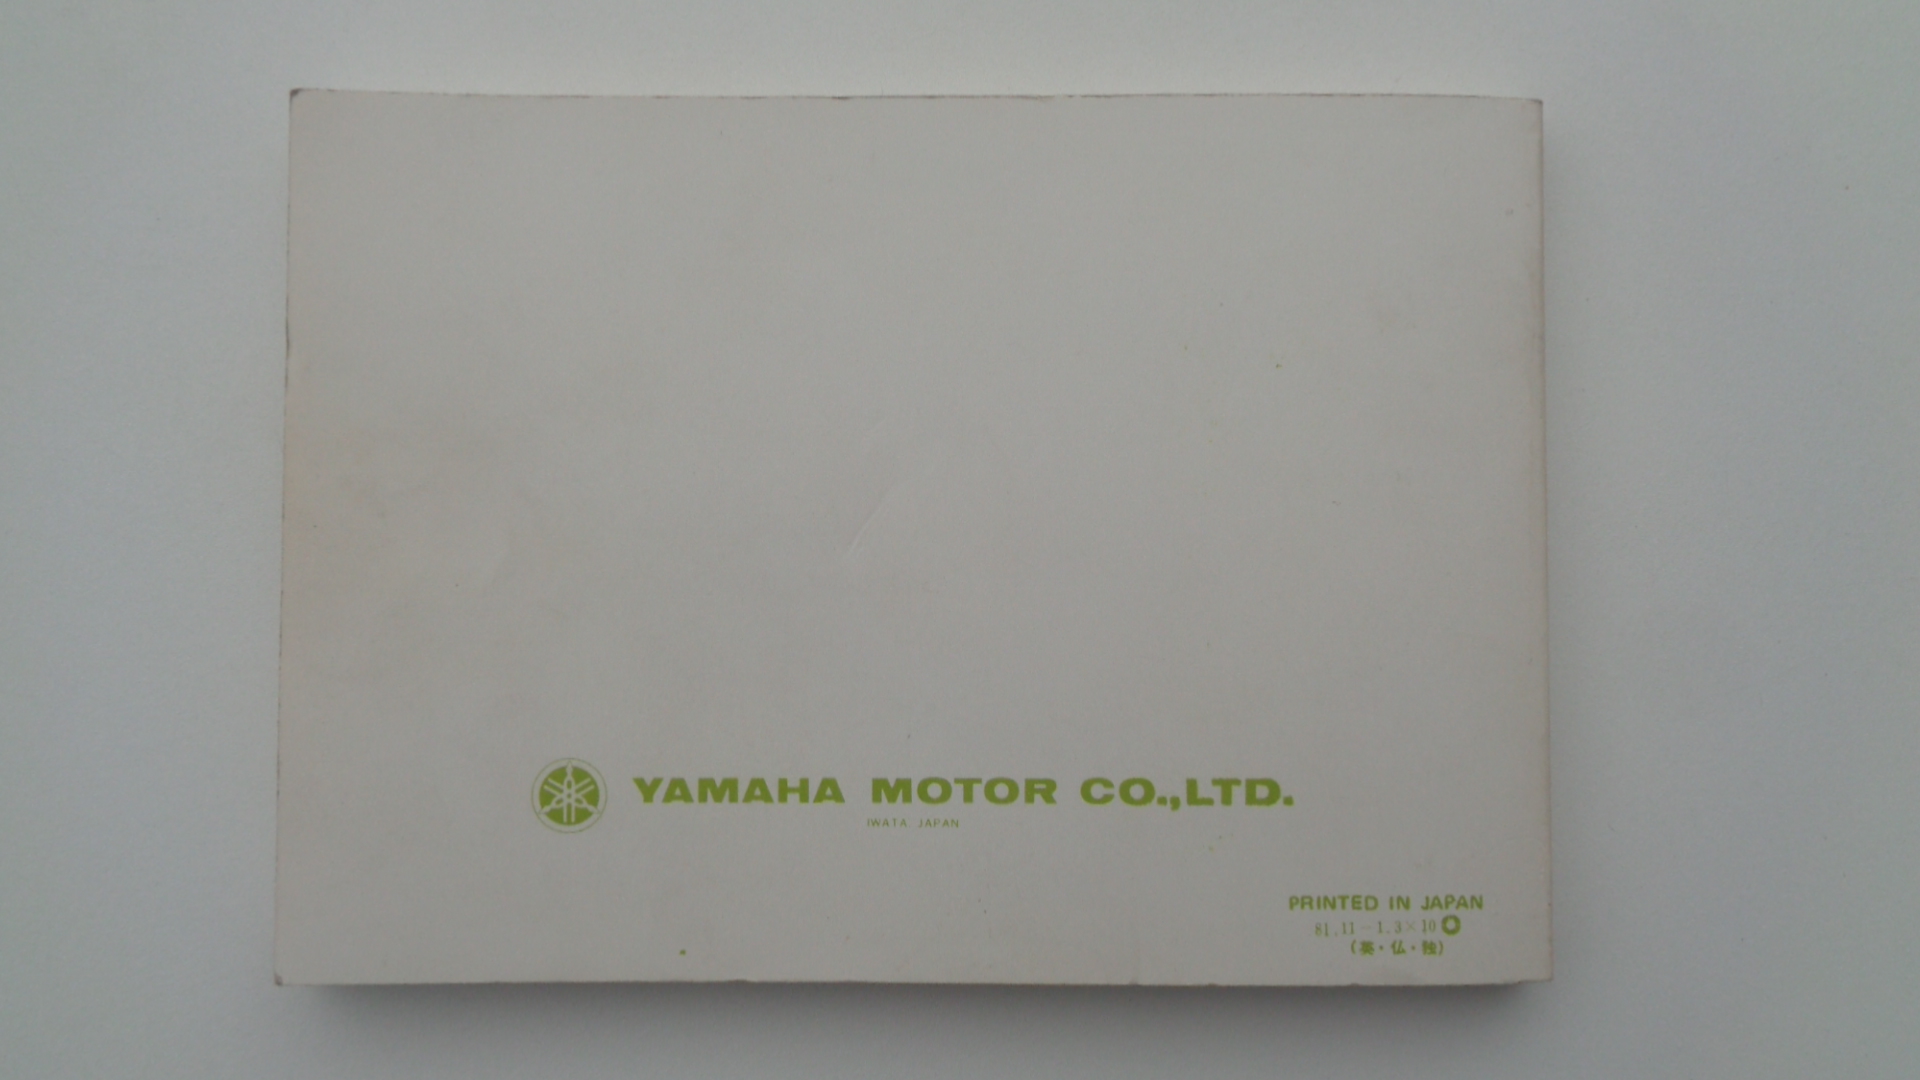 YAMAHA MOTOR CO.,LTD.
IWATA, JAPAN
PRINTED IN JAPAN
81.11－1.3×10 O
(英・仏・独)